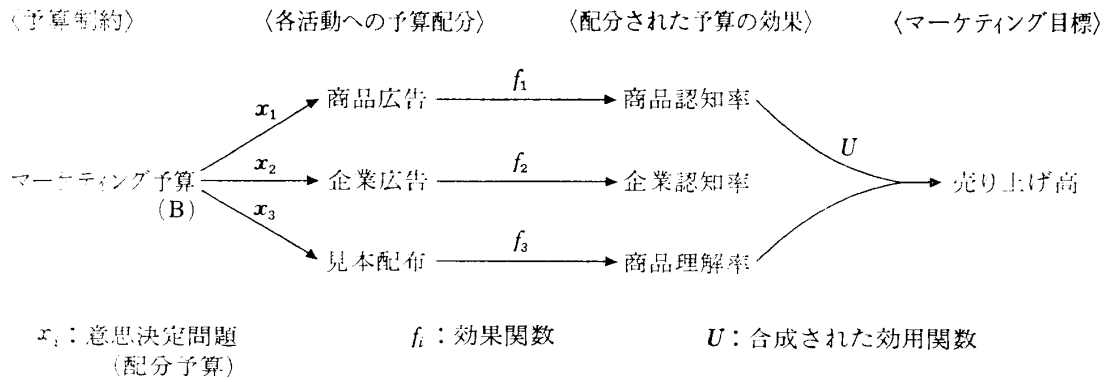 〈予算制約〉 〈各活動への予算配分〉 〈配分された予算の効果〉 〈マーケティング目標〉
商品広告 f₁ 商品認知率
x₁ U
マーケティング予算 x₂ 企業広告 f₂ 企業認知率 売り上げ高
(B)
x₃
見本配布 f₃ 商品理解率
xᵢ：意思決定問題 fᵢ：効果関数 U：合成された効用関数
(配分予算)